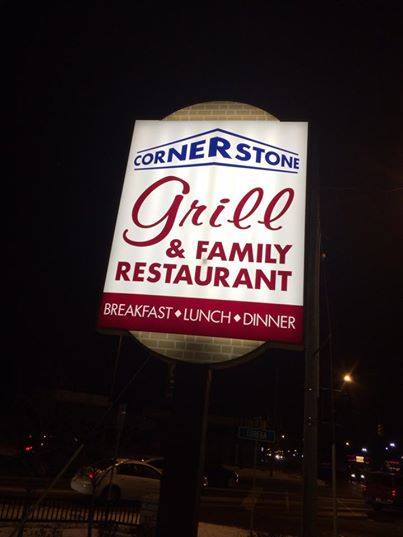 CORNERSTONE
Grill
& FAMILY
RESTAURANT
BREAKFAST◆LUNCH◆DINNER